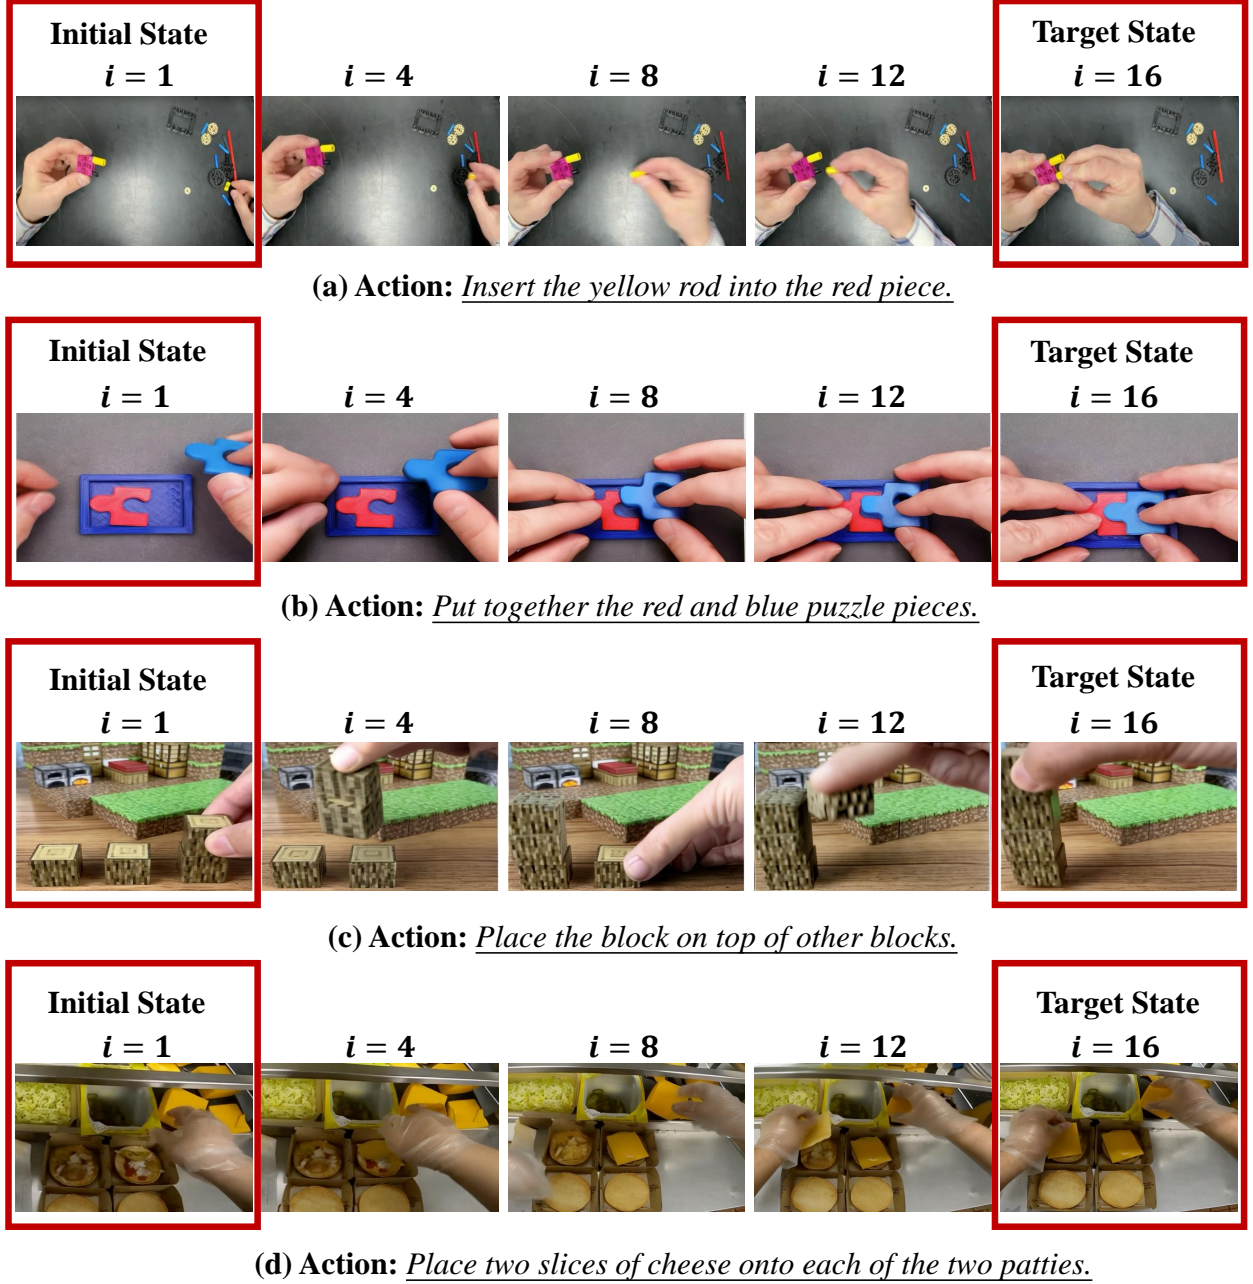 Initial State
Target State
i = 1
i = 4
i = 8
i = 12
i = 16
(a) Action: Insert the yellow rod into the red piece.
Initial State
Target State
i = 1
i = 4
i = 8
i = 12
i = 16
(b) Action: Put together the red and blue puzzle pieces.
Initial State
Target State
i = 1
i = 4
i = 8
i = 12
i = 16
(c) Action: Place the block on top of other blocks.
Initial State
Target State
i = 1
i = 4
i = 8
i = 12
i = 16
(d) Action: Place two slices of cheese onto each of the two patties.